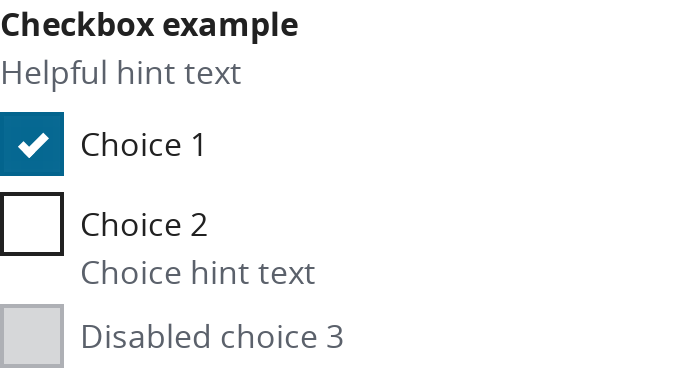 Checkbox example
Helpful hint text
Choice 1
Choice 2
Choice hint text
Disabled choice 3